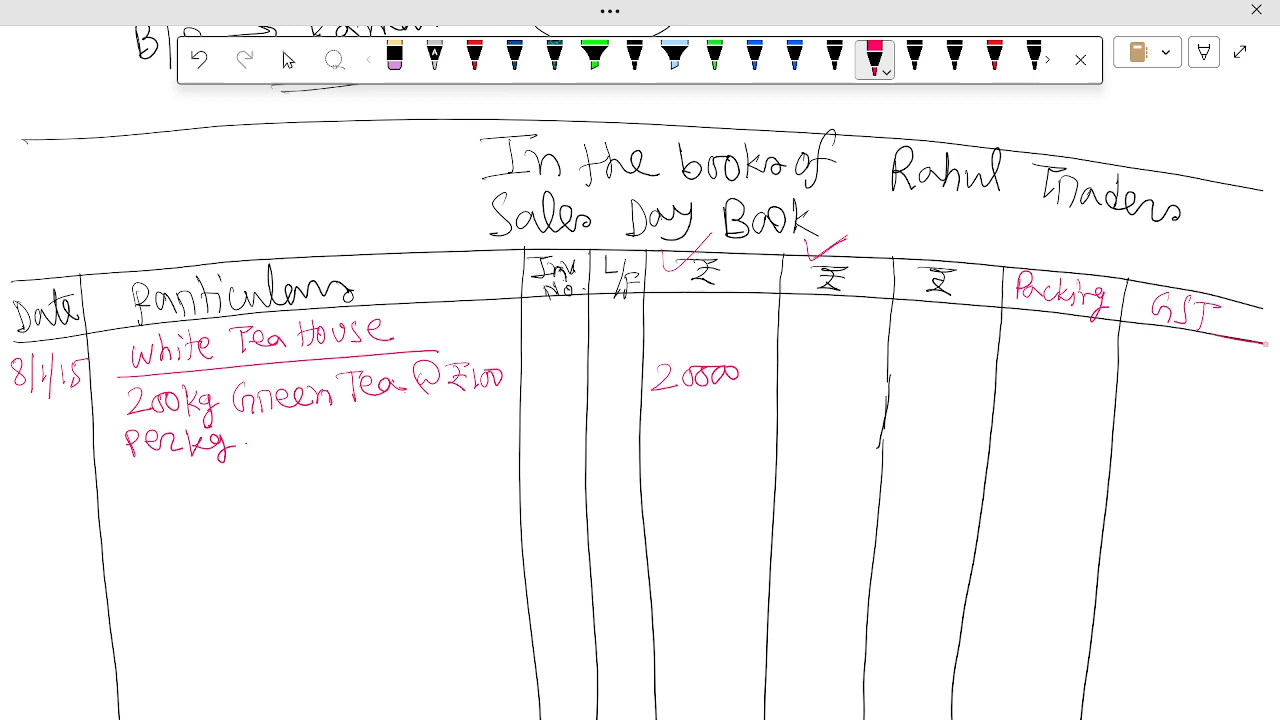 In the books of Rahul Traders
Sales Day Book
Date Particulars Inv No. L/F ₹ ₹ ₹ Packing GST
8/1/15 White Tea House
200kg Green Tea @ ₹100 20000
per kg.